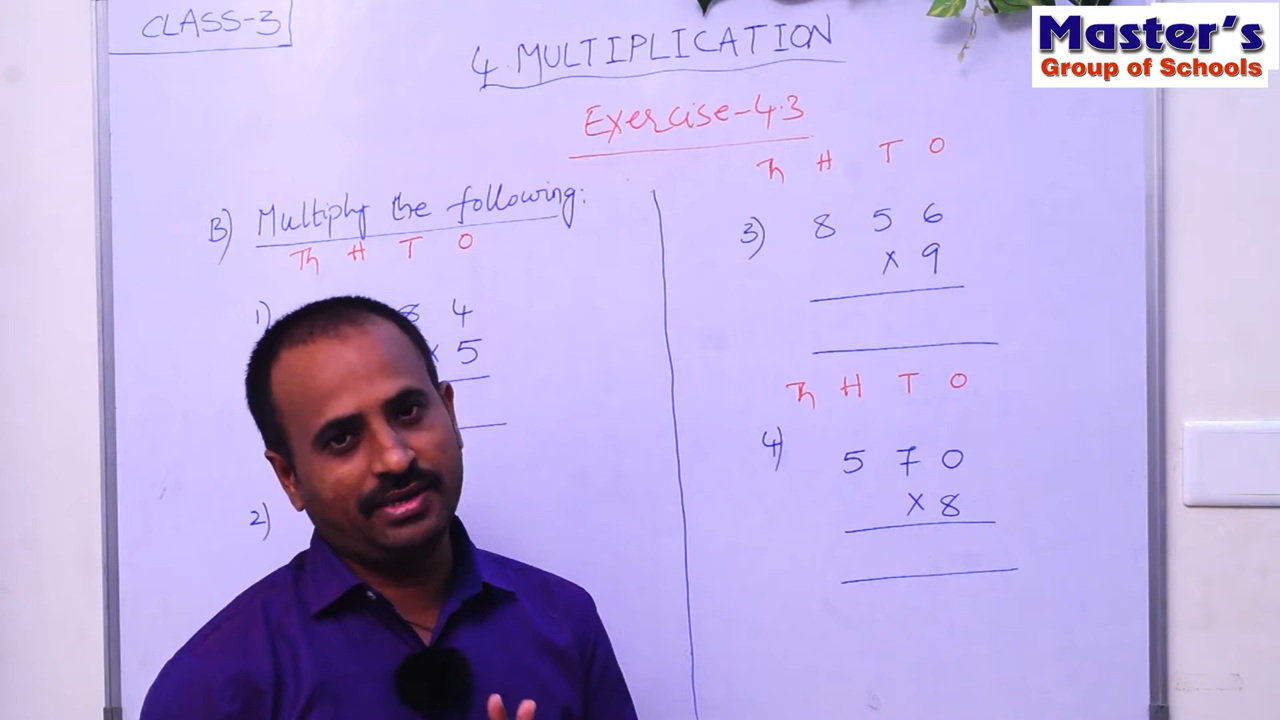 CLASS-3
4. MULTIPLICATION
Master's
Group of Schools
Exercise-4.3
B) Multiply the following:
Th H T O
1) 8 4
x 5
2)
Th H T O
3) 8 5 6
x 9
Th H T O
4) 5 7 0
x 8